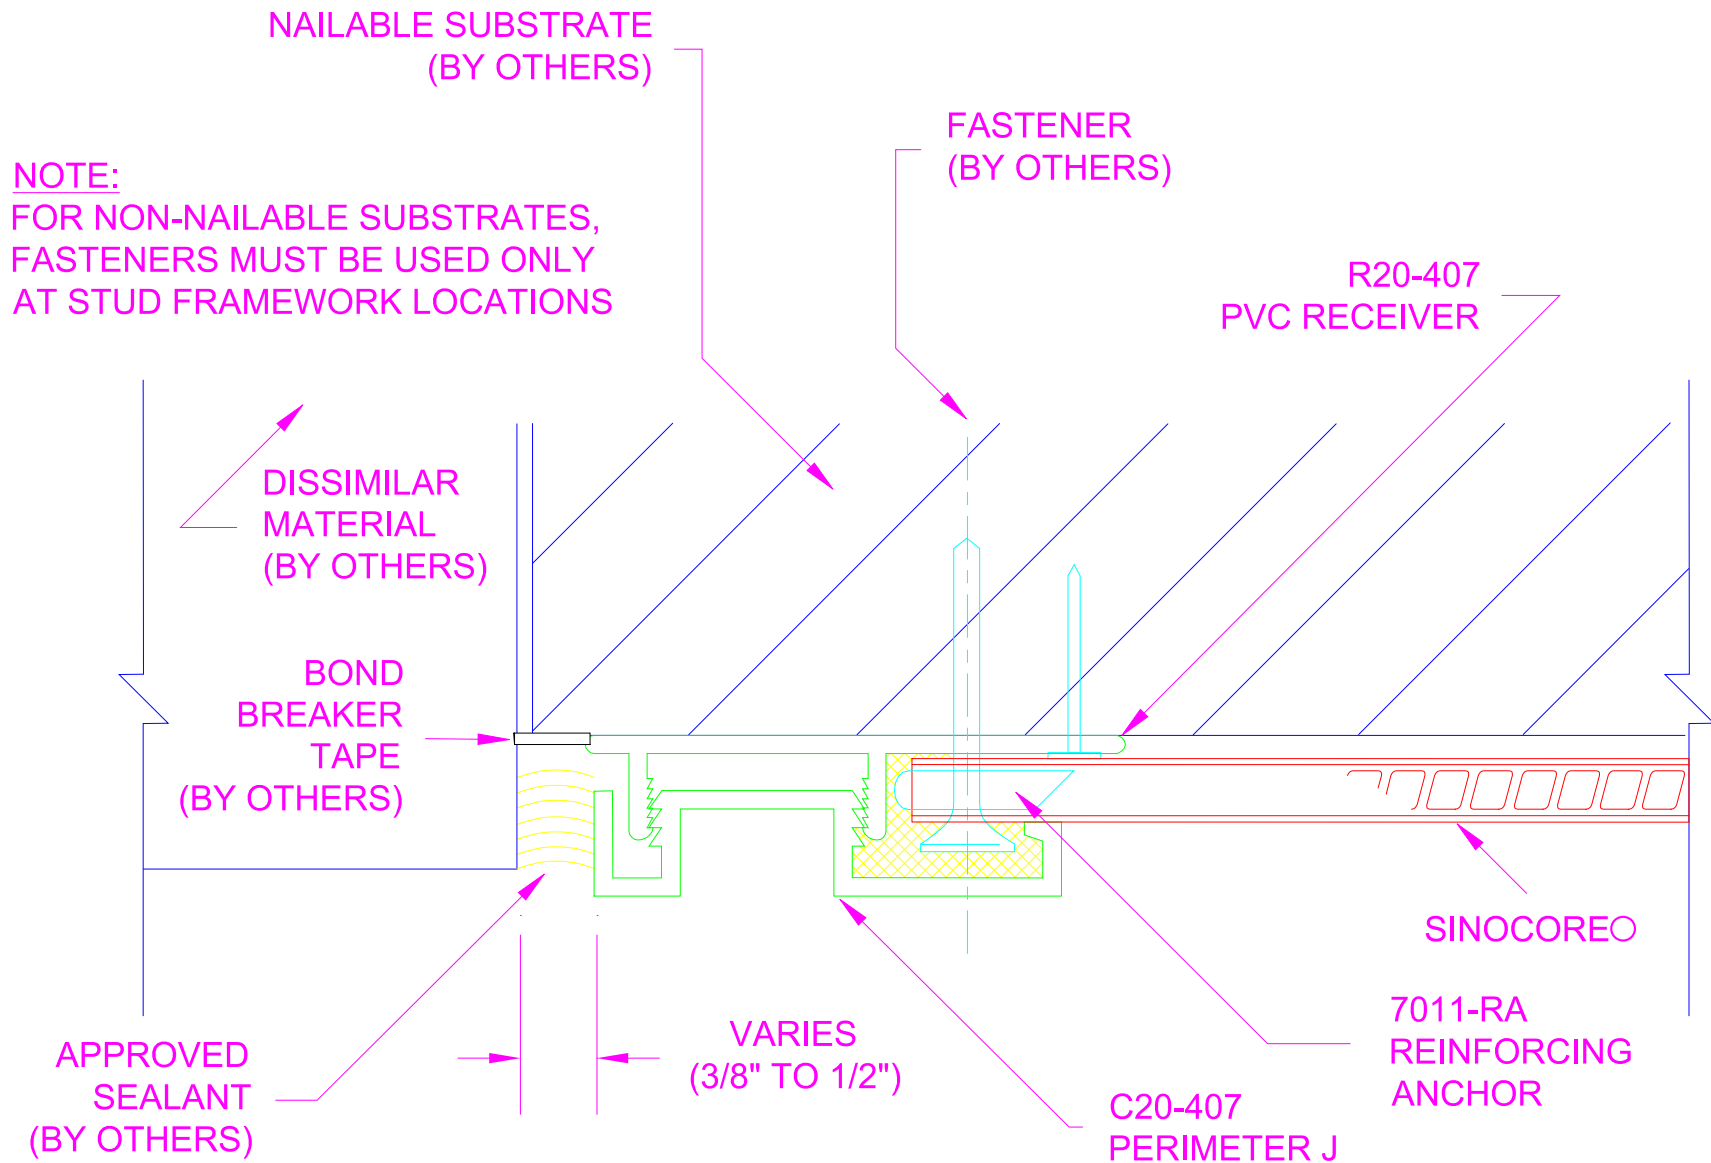 NAILABLE SUBSTRATE
(BY OTHERS)
FASTENER
(BY OTHERS)
NOTE:
FOR NON-NAILABLE SUBSTRATES,
FASTENERS MUST BE USED ONLY
AT STUD FRAMEWORK LOCATIONS
R20-407
PVC RECEIVER
DISSIMILAR
MATERIAL
(BY OTHERS)
BOND
BREAKER
TAPE
(BY OTHERS)
SINOCORE○
7011-RA
REINFORCING
ANCHOR
VARIES
(3/8" TO 1/2")
APPROVED
SEALANT
(BY OTHERS)
C20-407
PERIMETER J